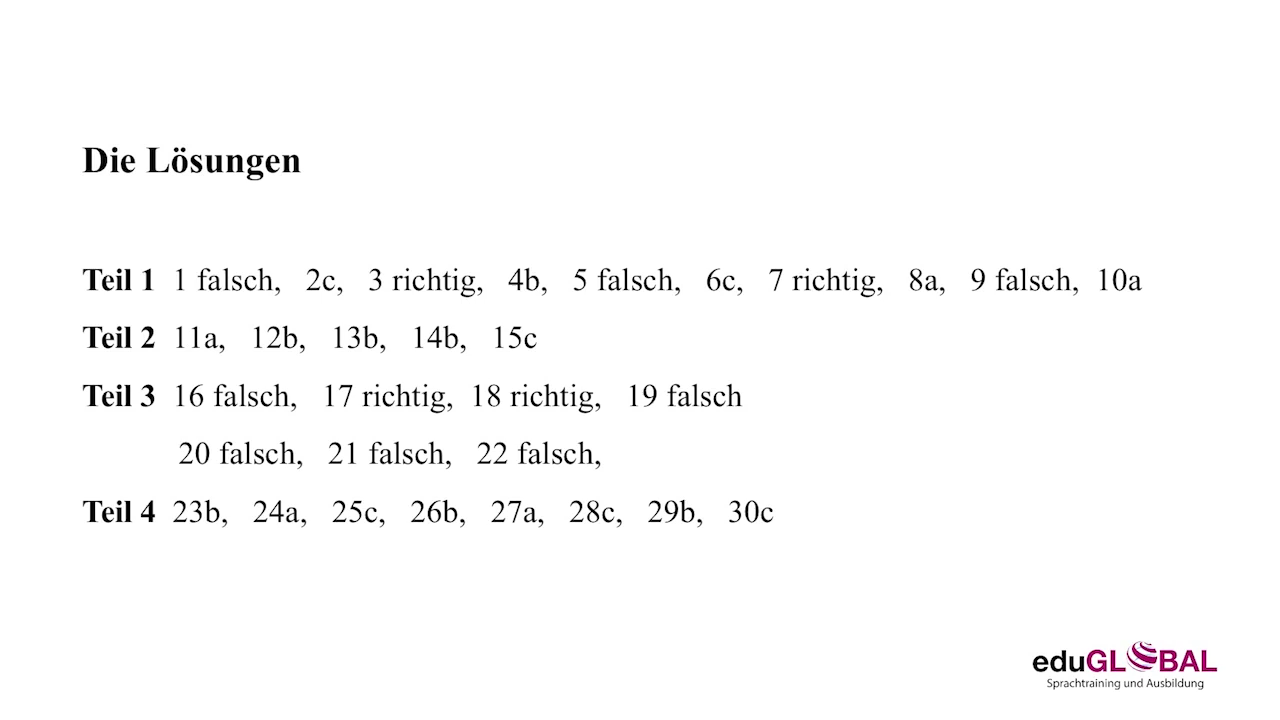 Die Lösungen
Teil 1 1 falsch, 2c, 3 richtig, 4b, 5 falsch, 6c, 7 richtig, 8a, 9 falsch, 10a
Teil 2 11a, 12b, 13b, 14b, 15c
Teil 3 16 falsch, 17 richtig, 18 richtig, 19 falsch
20 falsch, 21 falsch, 22 falsch,
Teil 4 23b, 24a, 25c, 26b, 27a, 28c, 29b, 30c
eduGLOBAL
Sprachtraining und Ausbildung